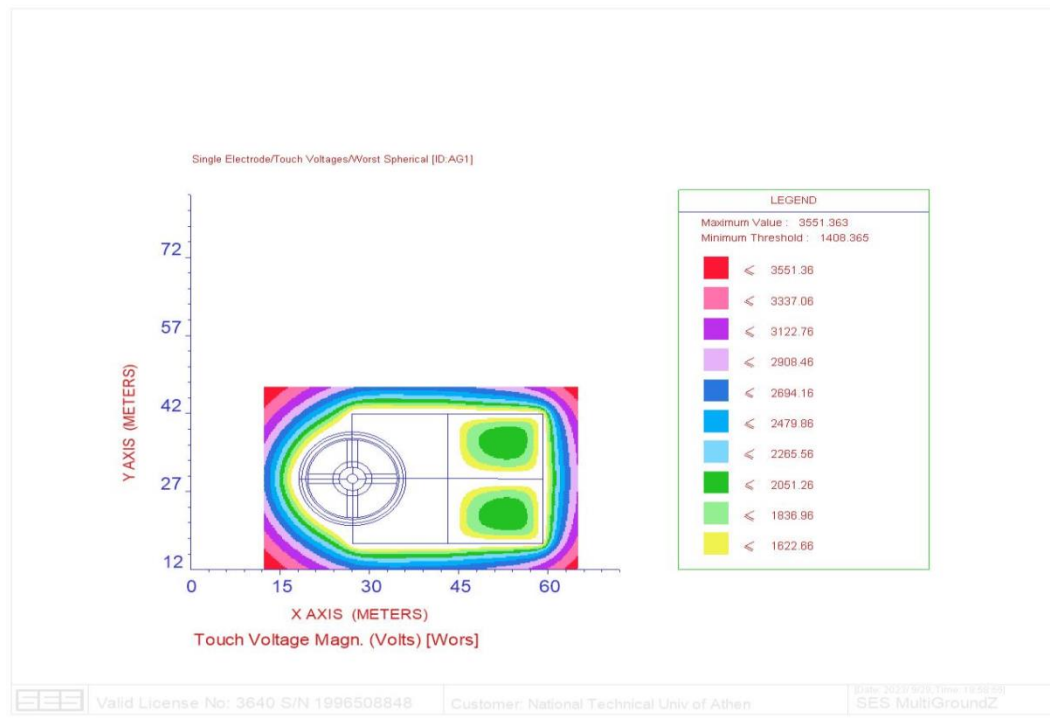 Single Electrode/Touch Voltages/Worst Spherical [ID:AG1]
LEGEND
Maximum Value : 3551.363
Minimum Threshold : 1408.365
⩽ 3551.36
⩽ 3337.06
⩽ 3122.76
⩽ 2908.46
⩽ 2694.16
⩽ 2479.86
⩽ 2265.56
⩽ 2051.26
⩽ 1836.96
⩽ 1622.66
Y AXIS (METERS)
72
57
42
27
12
0 15 30 45 60
X AXIS (METERS)
Touch Voltage Magn. (Volts) [Wors]
SES Valid License No: 3640 S/N 1996508848
Customer: National Technical Univ of Athen
SES MultiGroundZ